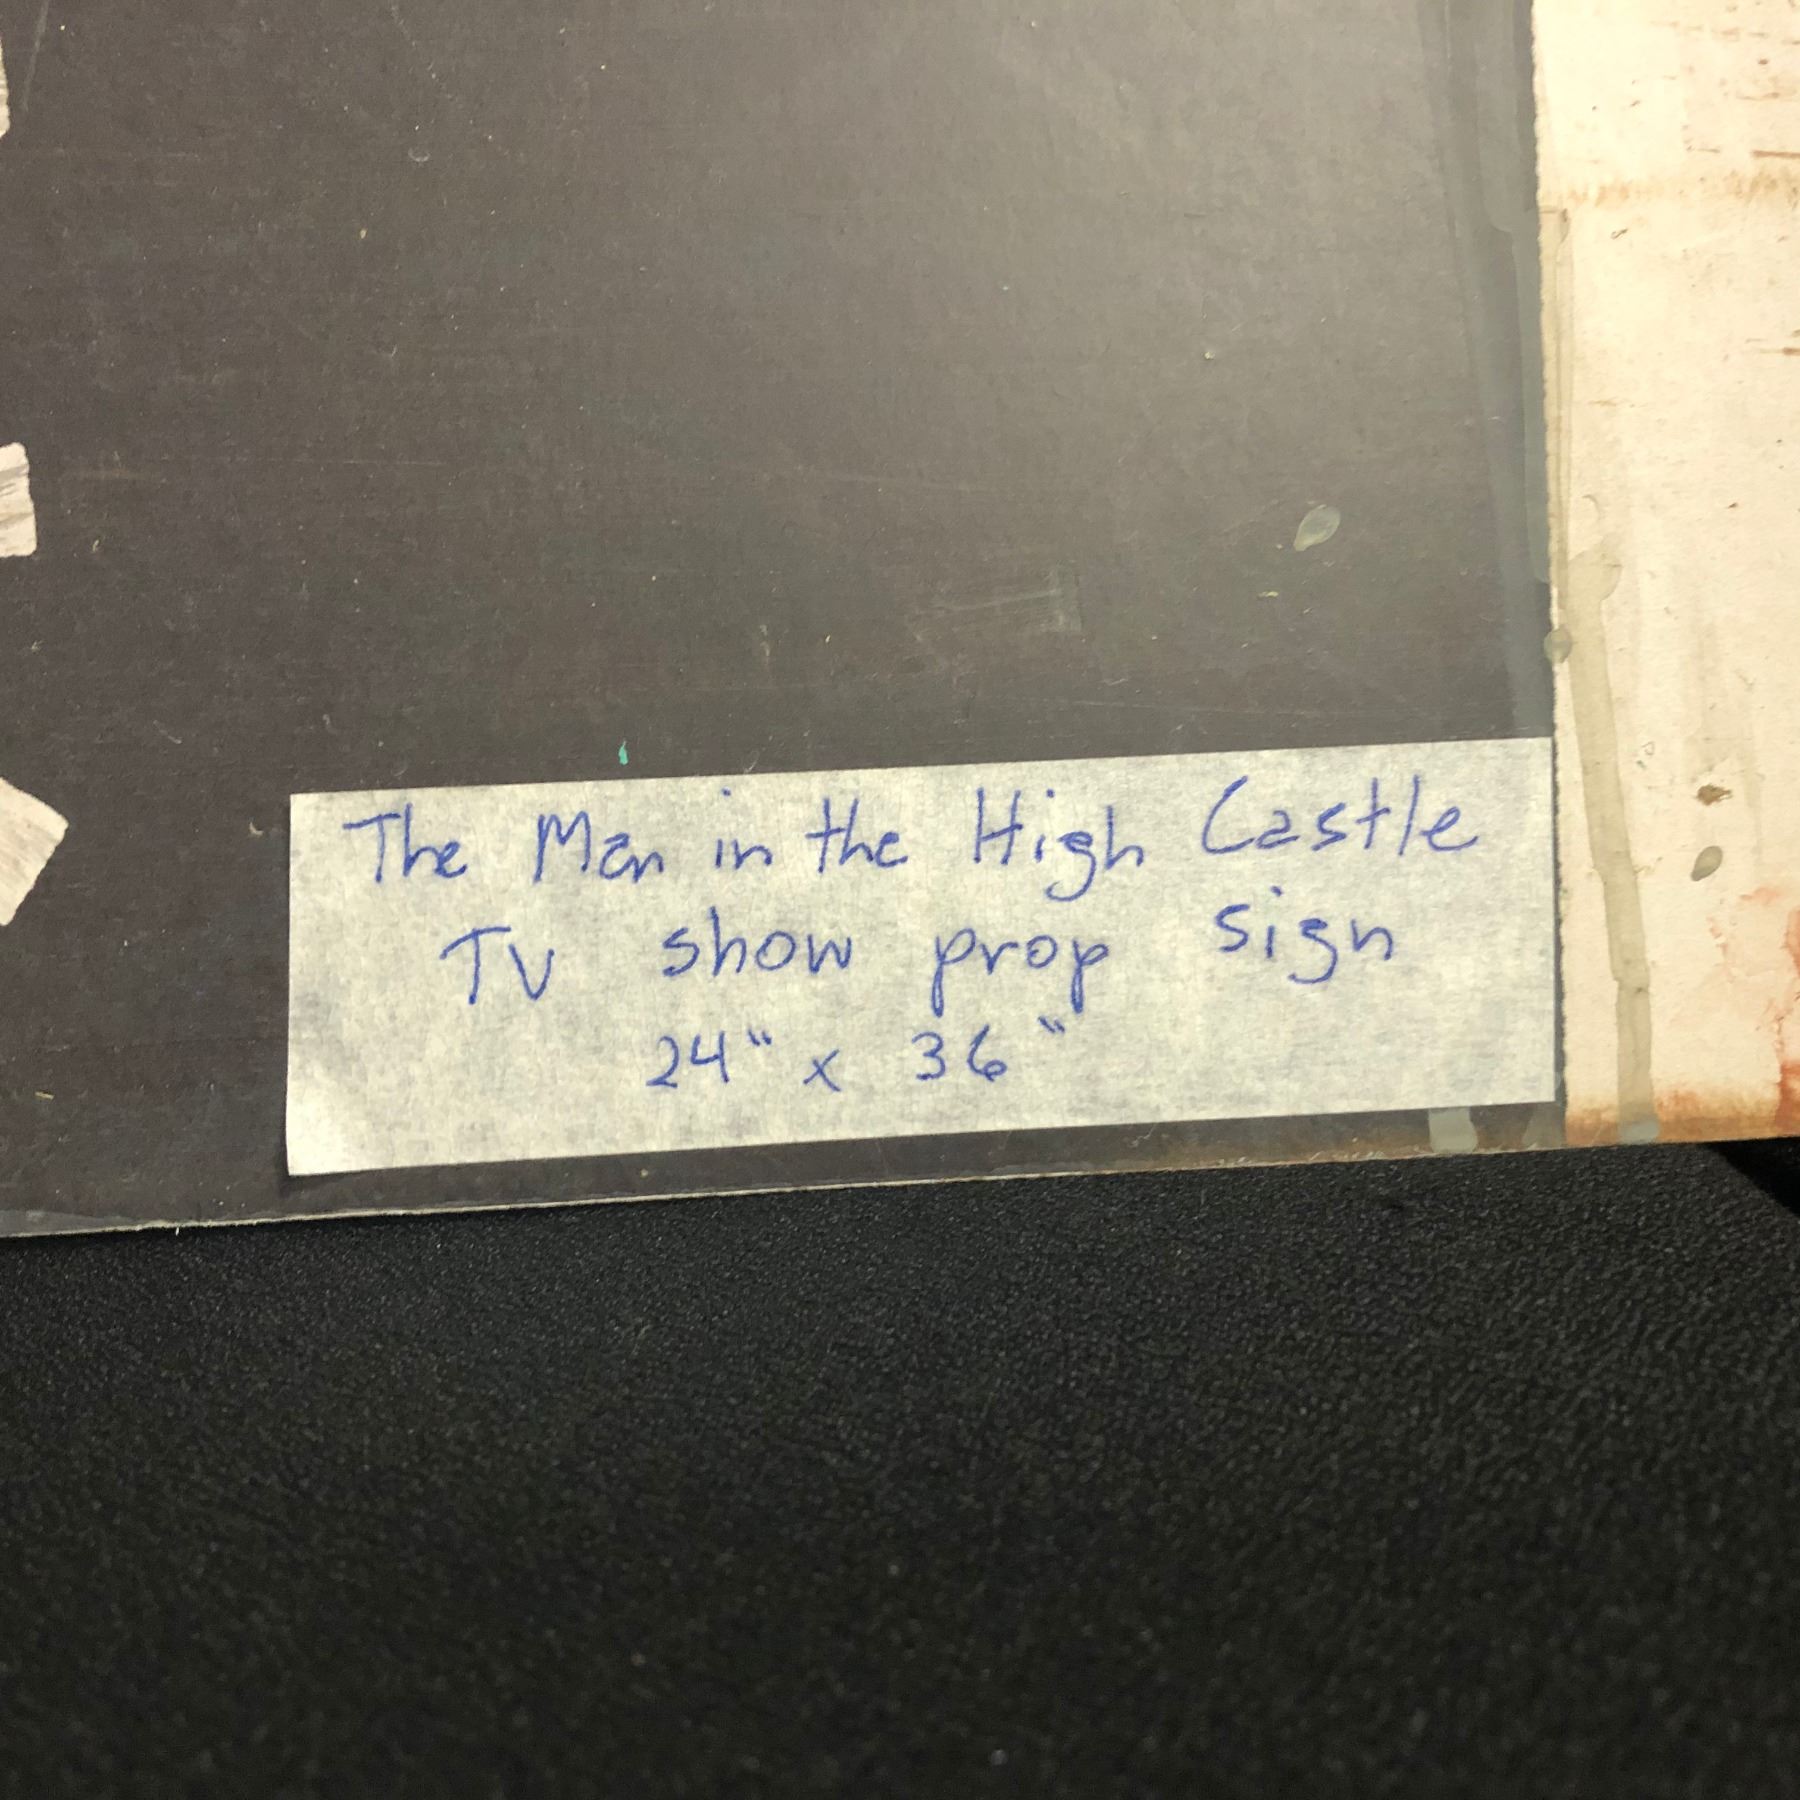 The Man in the High Castle
TV show prop sign
24" x 36"